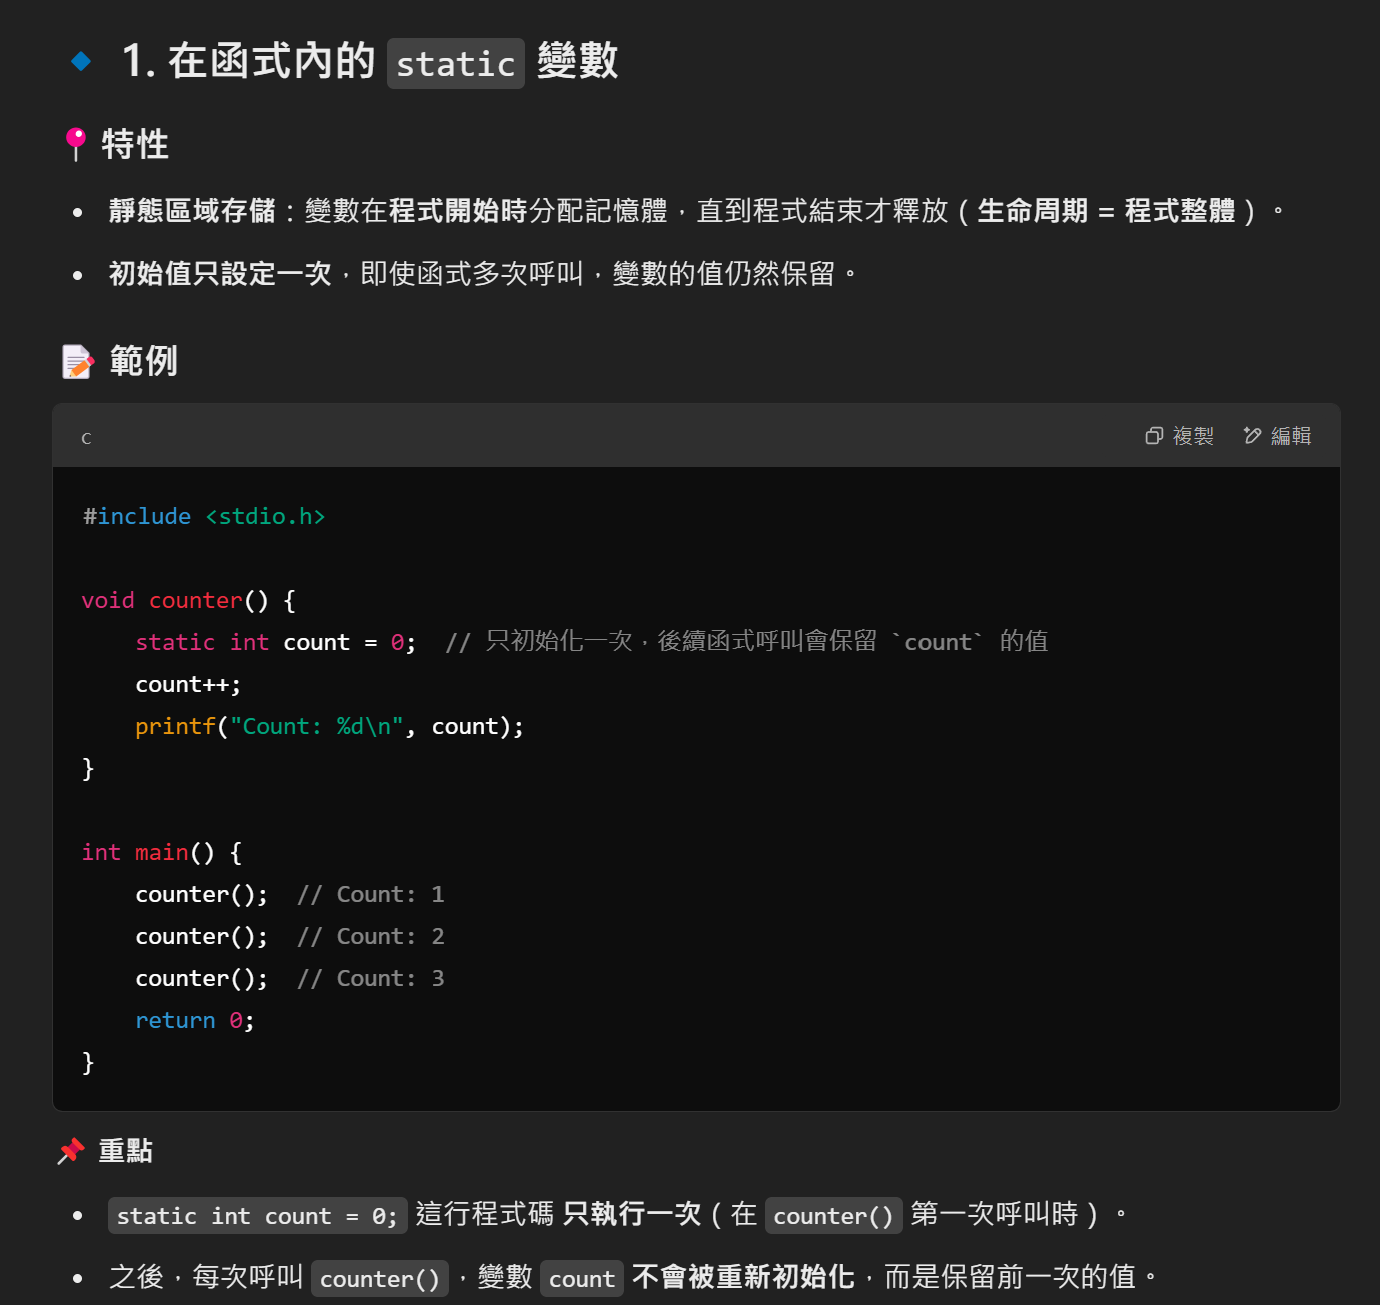 1. 在函式內的 static 變數
特性
靜態區域存儲：變數在程式開始時分配記憶體，直到程式結束才釋放（生命周期 = 程式整體）。
初始值只設定一次，即使函式多次呼叫，變數的值仍然保留。
範例
c
複製 編輯
#include <stdio.h>
void counter() {
    static int count = 0;  // 只初始化一次，後續函式呼叫會保留 `count` 的值
    count++;
    printf("Count: %d\n", count);
}
int main() {
    counter();  // Count: 1
    counter();  // Count: 2
    counter();  // Count: 3
    return 0;
}
重點
static int count = 0; 這行程式碼 只執行一次（在 counter() 第一次呼叫時）。
之後，每次呼叫 counter()，變數 count 不會被重新初始化，而是保留前一次的值。